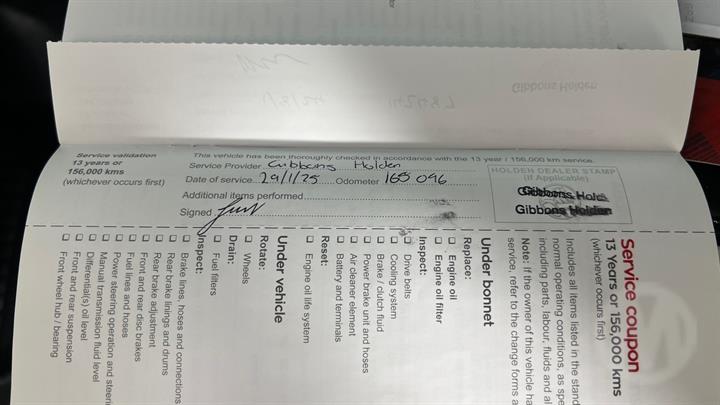 Gibbons Holden
Service validation
13 years or
156,000 kms
(whichever occurs first)
This vehicle has been thoroughly checked in accordance with the 13 year / 156,000 km service.
Service Provider Gibbons Holden
Date of service 29/1/25 Odometer 165 096
Additional items performed
Signed
HOLDEN DEALER STAMP
(If Applicable)
Gibbons Hold
Gibbons Holden
Service coupon
13 Years or 156,000 kms
(whichever occurs first)
Includes all items listed in the stand
normal operating conditions, as spe
including parts, labour, fluids and al
Note: If the owner of this vehicle ha
service, refer to the change forms a
Under bonnet
Replace:
Engine oil
Engine oil filter
Inspect:
Drive belts
Cooling system
Brake / clutch fluid
Power brake unit and hoses
Air cleaner element
Battery and terminals
Reset:
Engine oil life system
Under vehicle
Rotate:
Wheels
Drain:
Fuel filters
Inspect:
Brake lines, hoses and connections
Rear brake linings and drums
Rear brake adjustment
Front and rear disc brakes
Fuel lines and hoses
Power steering operation and steeri
Manual transmission fluid level
Differential(s) oil level
Front and rear suspension
Front wheel hub / bearing